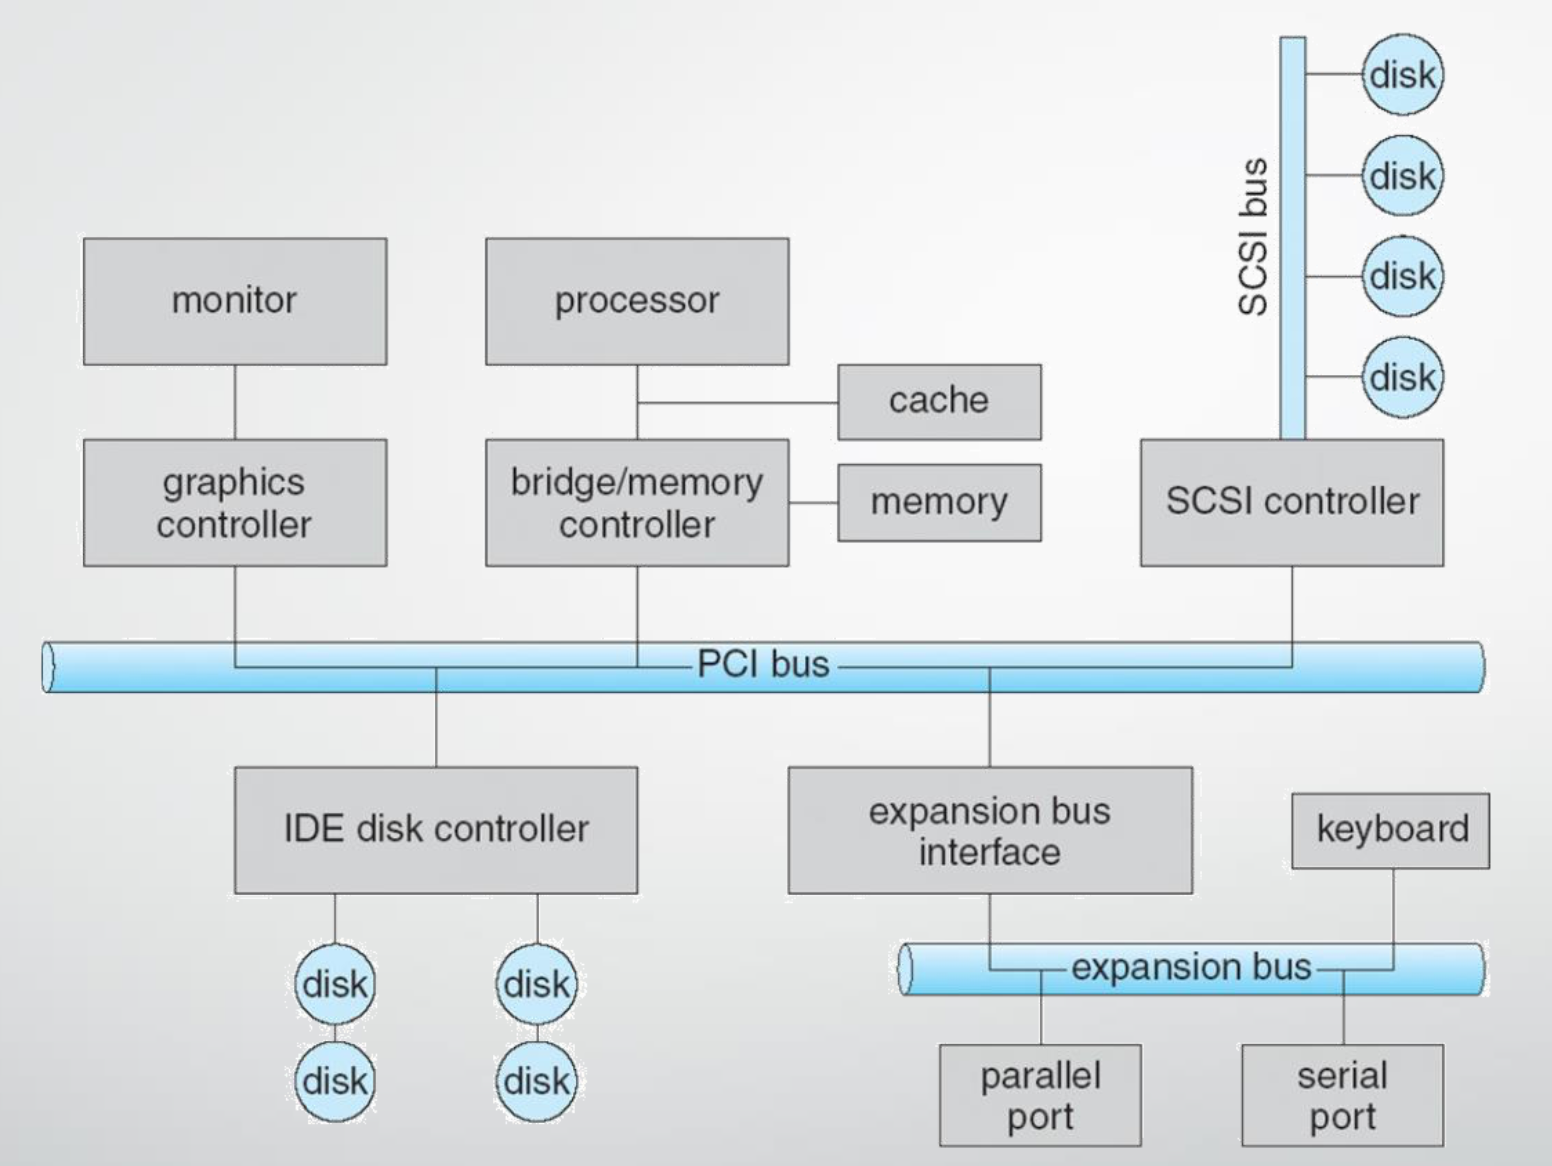 disk
disk
SCSI bus
disk
disk
monitor
processor
cache
graphics
controller
bridge/memory
controller
memory
SCSI controller
PCI bus
IDE disk controller
expansion bus
interface
keyboard
disk
disk
expansion bus
disk
disk
parallel
port
serial
port